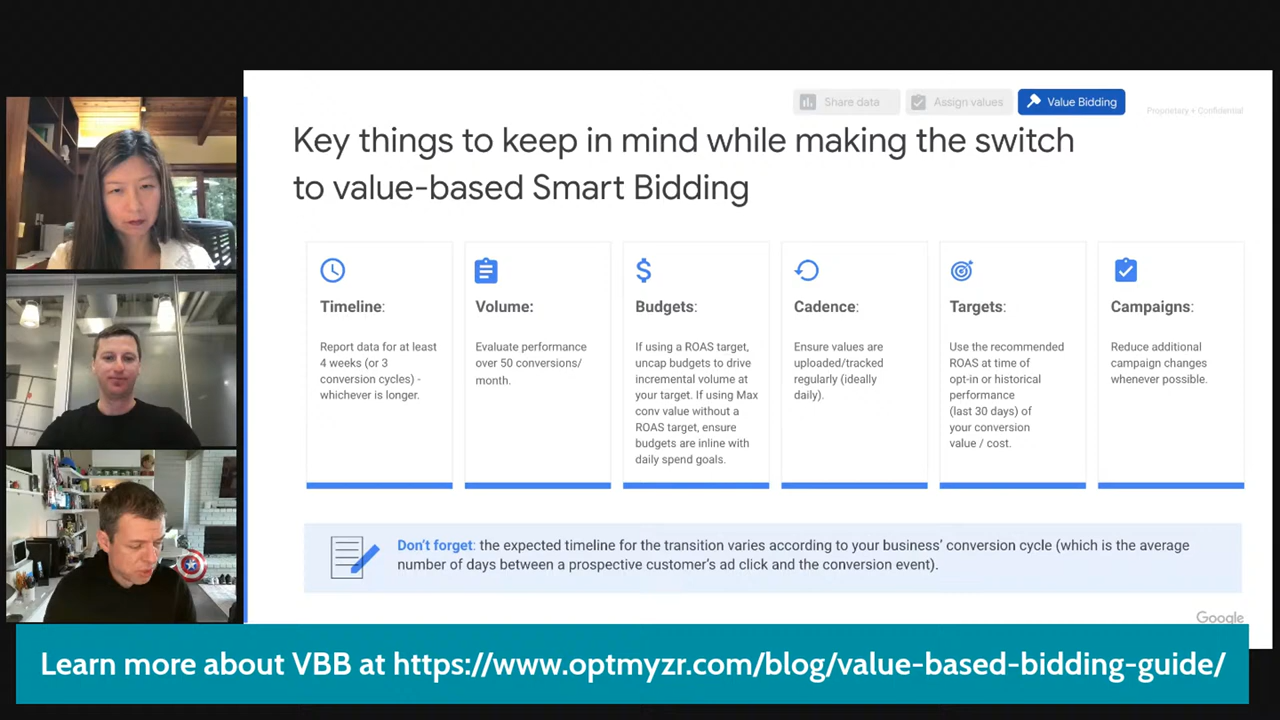 Share data
Assign values
Value Bidding
Proprietary + Confidential
Key things to keep in mind while making the switch
to value-based Smart Bidding
Timeline:
Report data for at least
4 weeks (or 3
conversion cycles) -
whichever is longer.
Volume:
Evaluate performance
over 50 conversions/
month.
Budgets:
If using a ROAS target,
uncap budgets to drive
incremental volume at
your target. If using Max
conv value without a
ROAS target, ensure
budgets are inline with
daily spend goals.
Cadence:
Ensure values are
uploaded/tracked
regularly (ideally
daily).
Targets:
Use the recommended
ROAS at time of
opt-in or historical
performance
(last 30 days) of
your conversion
value / cost.
Campaigns:
Reduce additional
campaign changes
whenever possible.
Don't forget: the expected timeline for the transition varies according to your business' conversion cycle (which is the average
number of days between a prospective customer's ad click and the conversion event).
Google
Learn more about VBB at https://www.optmyzr.com/blog/value-based-bidding-guide/